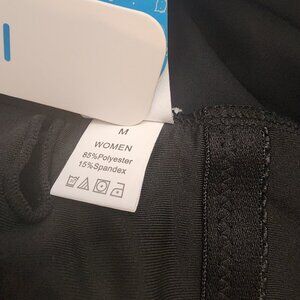 M
WOMEN
85%Polyester
15%Spandex